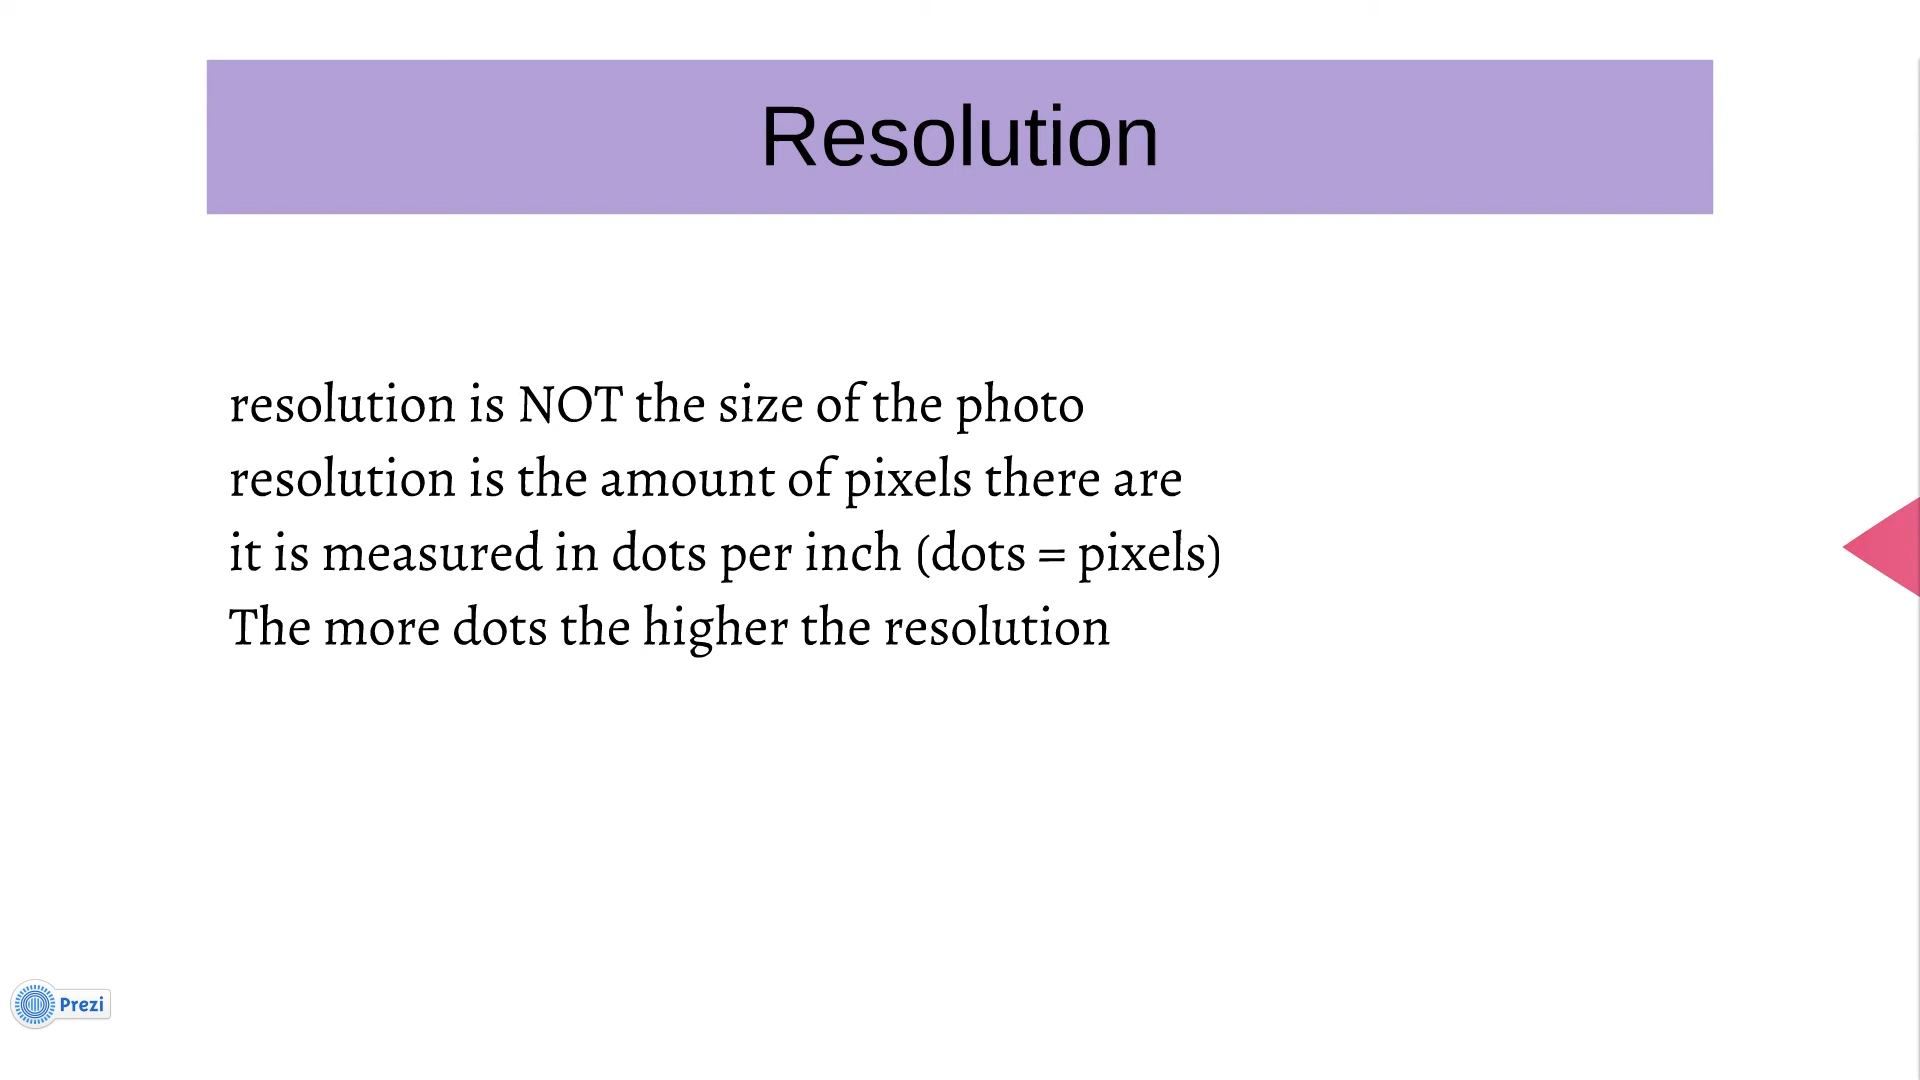 Resolution
resolution is NOT the size of the photo
resolution is the amount of pixels there are
it is measured in dots per inch (dots = pixels)
The more dots the higher the resolution
Prezi